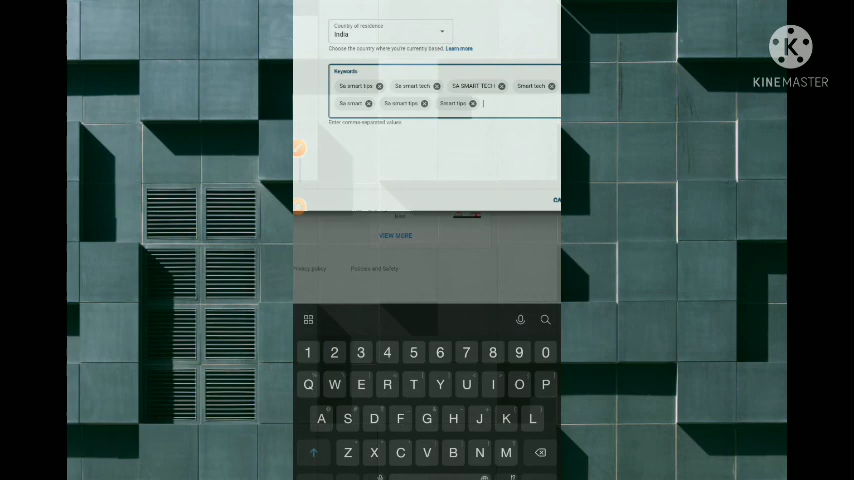 Country of residence
India
Choose the country where you're currently based. Learn more
Keywords
Sa smart tips Sa smart tech SA SMART TECH Smart tech
Sa smart Sa smart tips Smart tips
Enter comma-separated values
CA
VIEW MORE
Privacy policy Policies and Safety
1 2 3 4 5 6 7 8 9 0
Q W E R T Y U I O P
A S D F G H J K L
Z X C V B N M
KINEMASTER